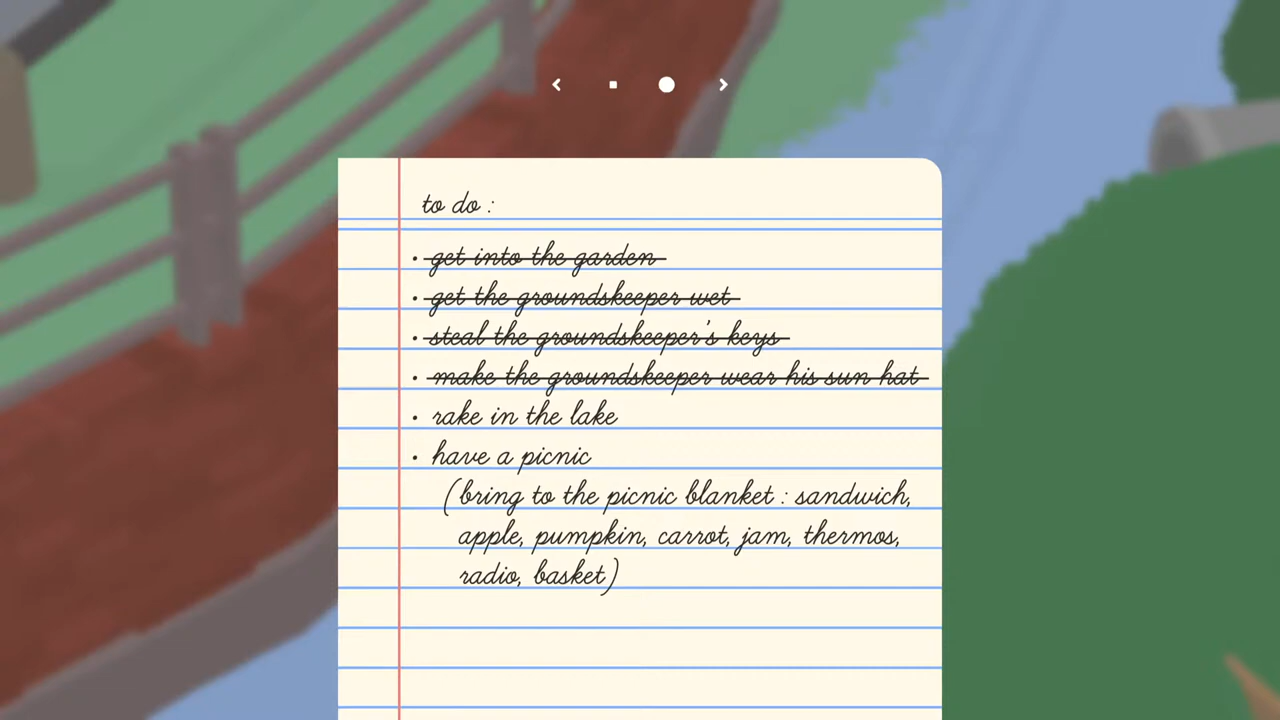 to do :
• get into the garden
• get the groundskeeper wet
• steal the groundskeeper's keys
• make the groundskeeper wear his sun hat
• rake in the lake
• have a picnic
(bring to the picnic blanket : sandwich,
apple, pumpkin, carrot, jam, thermos,
radio, basket)